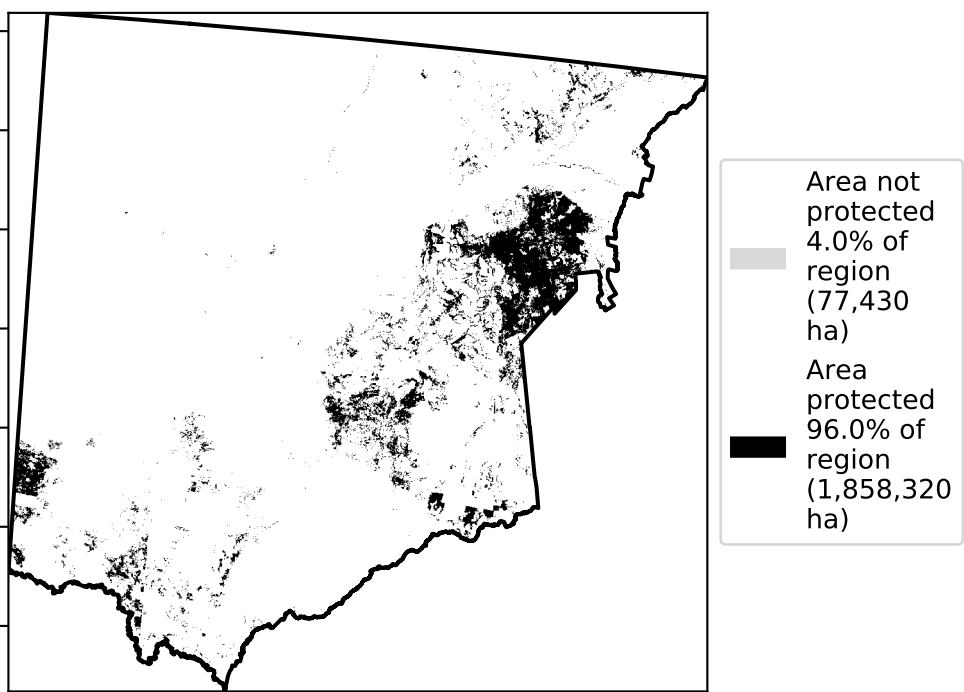 Area not
protected
4.0% of
region
(77,430
ha)
Area
protected
96.0% of
region
(1,858,320
ha)